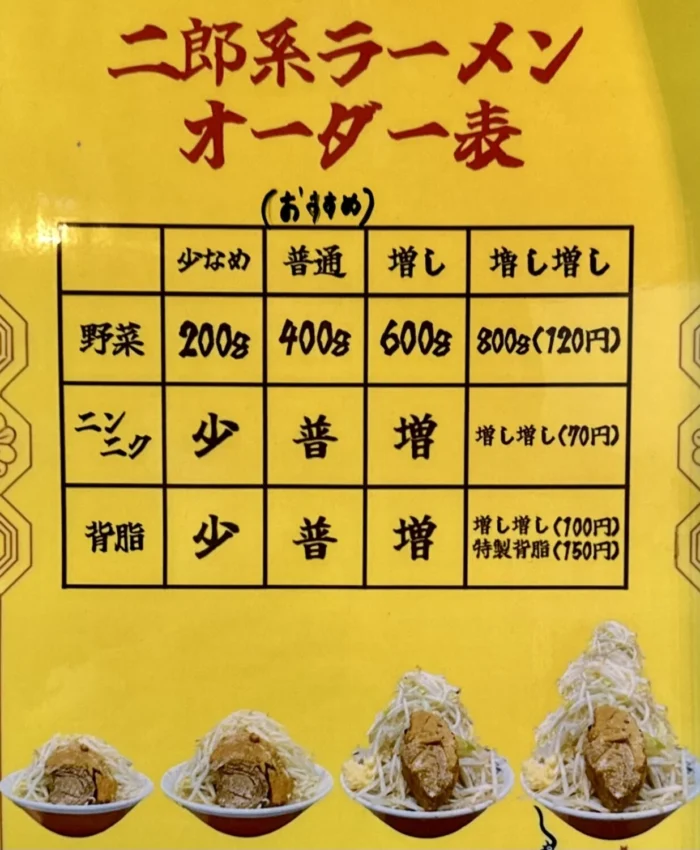 二郎系ラーメン
オーダー表
(おすすめ)
少なめ 普通 増し 増し増し
野菜 200g 400g 600g 800g(120円)
ニンニク 少 普 増 増し増し(70円)
背脂 少 普 増 増し増し(100円)
特製背脂(150円)